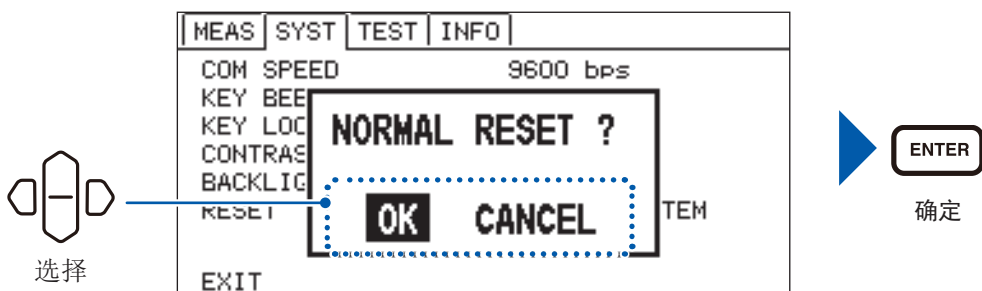 MEAS SYST TEST INFO
COM SPEED 9600 bps
KEY BEE
KEY LOC
CONTRAS
BACKLIG
RESET TEM
NORMAL RESET ?
OK CANCEL
EXIT
选择
ENTER
确定